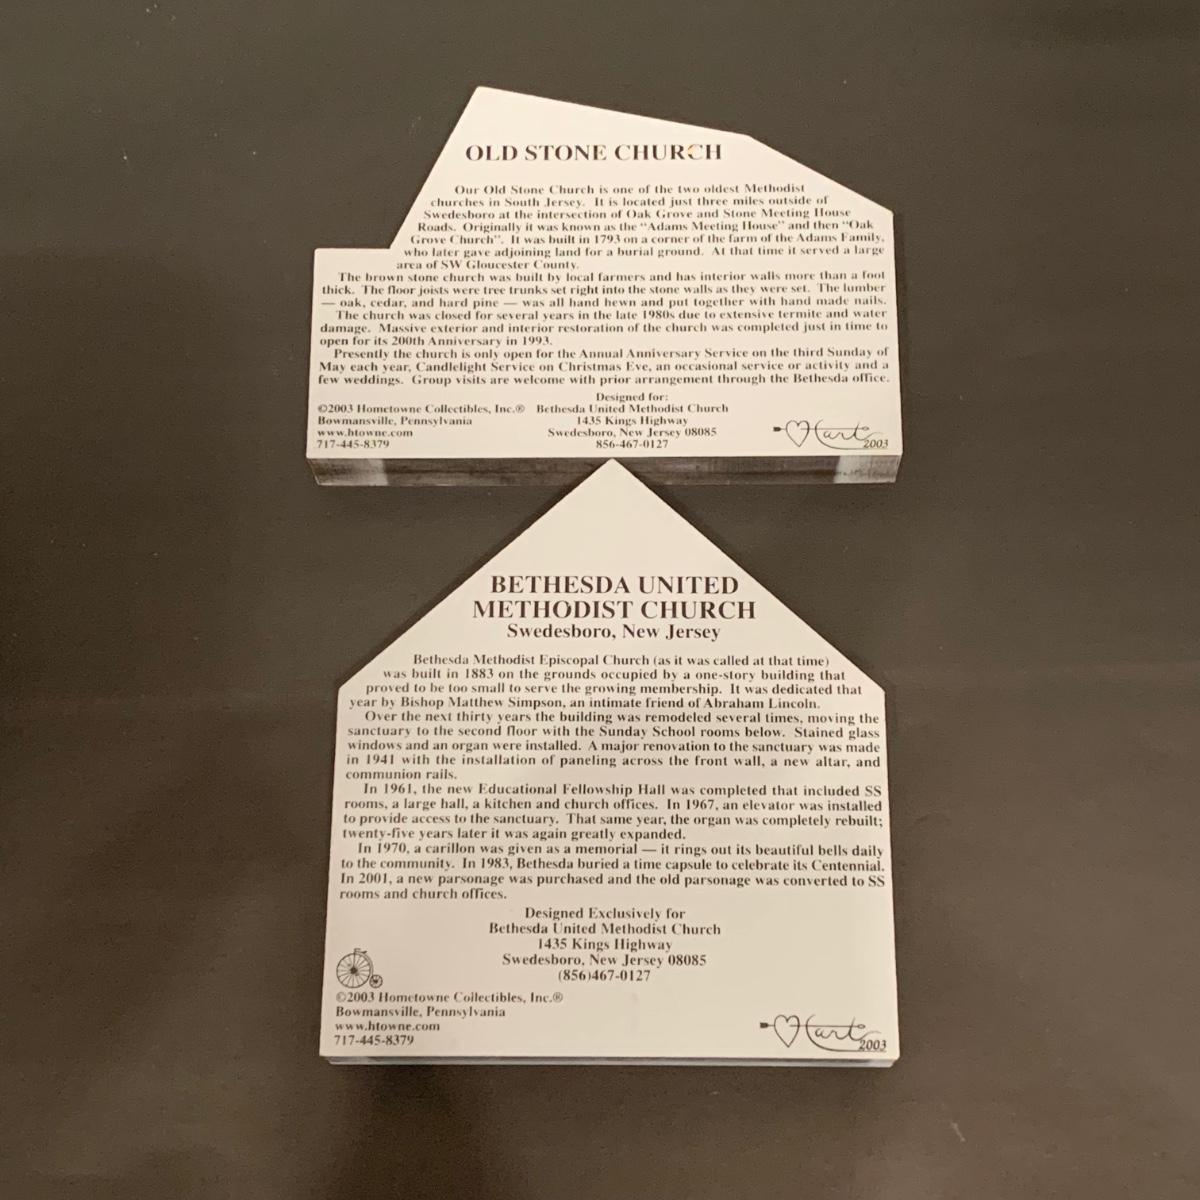 OLD STONE CHURCH
Our Old Stone Church is one of the two oldest Methodist
churches in South Jersey. It is located just three miles outside of
Swedesboro at the intersection of Oak Grove and Stone Meeting House
Roads. Originally it was known as the "Adams Meeting House" and then "Oak
Grove Church". It was built in 1793 on a corner of the farm of the Adams Family,
who later gave adjoining land for a burial ground. At that time it served a large
area of SW Gloucester County.
The brown stone church was built by local farmers and has interior walls more than a foot
thick. The floor joists were tree trunks set right into the stone walls as they were set. The lumber
— oak, cedar, and hard pine — was all hand hewn and put together with hand made nails.
The church was closed for several years in the late 1980s due to extensive termite and water
damage. Massive exterior and interior restoration of the church was completed just in time to
open for its 200th Anniversary in 1993.
Presently the church is only open for the Annual Anniversary Service on the third Sunday of
May each year, Candlelight Service on Christmas Eve, an occasional service or activity and a
few weddings. Group visits are welcome with prior arrangement through the Bethesda office.
Designed for:
©2003 Hometowne Collectibles, Inc.® Bethesda United Methodist Church
Bowmansville, Pennsylvania 1435 Kings Highway
www.htowne.com Swedesboro, New Jersey 08085
717-445-8379 856-467-0127
Hart
2003
BETHESDA UNITED
METHODIST CHURCH
Swedesboro, New Jersey
Bethesda Methodist Episcopal Church (as it was called at that time)
was built in 1883 on the grounds occupied by a one-story building that
proved to be too small to serve the growing membership. It was dedicated that
year by Bishop Matthew Simpson, an intimate friend of Abraham Lincoln.
Over the next thirty years the building was remodeled several times, moving the
sanctuary to the second floor with the Sunday School rooms below. Stained glass
windows and an organ were installed. A major renovation to the sanctuary was made
in 1941 with the installation of paneling across the front wall, a new altar, and
communion rails.
In 1961, the new Educational Fellowship Hall was completed that included SS
rooms, a large hall, a kitchen and church offices. In 1967, an elevator was installed
to provide access to the sanctuary. That same year, the organ was completely rebuilt;
twenty-five years later it was again greatly expanded.
In 1970, a carillon was given as a memorial — it rings out its beautiful bells daily
to the community. In 1983, Bethesda buried a time capsule to celebrate its Centennial.
In 2001, a new parsonage was purchased and the old parsonage was converted to SS
rooms and church offices.
Designed Exclusively for
Bethesda United Methodist Church
1435 Kings Highway
Swedesboro, New Jersey 08085
(856)467-0127
©2003 Hometowne Collectibles, Inc.®
Bowmansville, Pennsylvania
www.htowne.com
717-445-8379
Hart
2003